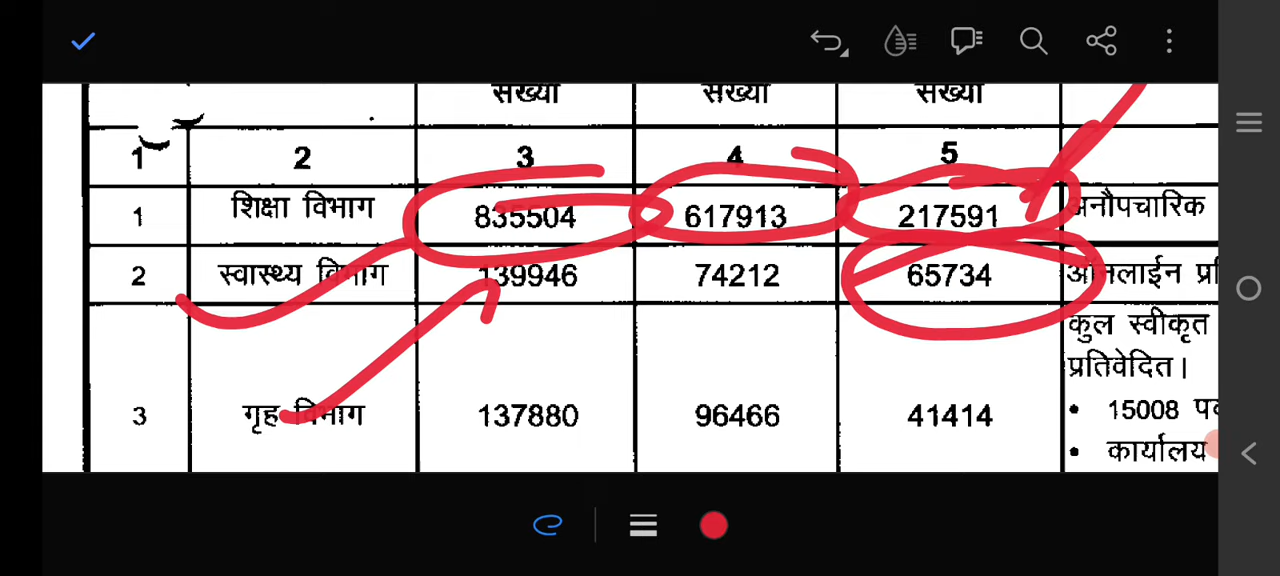 संख्या संख्या संख्या
1 2 3 4 5
1 शिक्षा विभाग 835504 617913 217591 अनौपचारिक
2 स्वास्थ्य विभाग 139946 74212 65734 ऑनलाईन
कुल स्वीकृत
प्रतिवेदित।
3 गृह विभाग 137880 96466 41414 • 15008
• कार्यालय